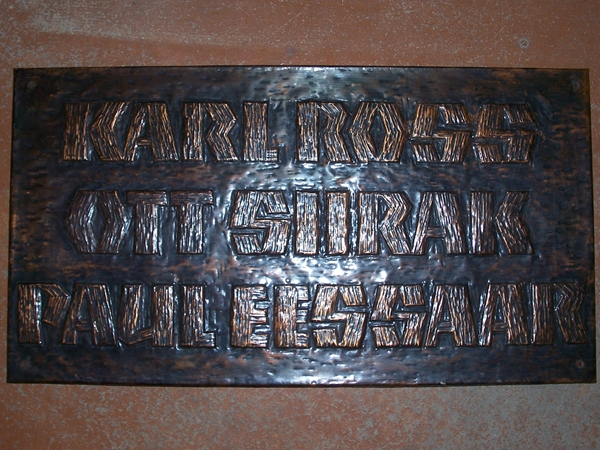 KARL ROSS
OTT SIIRAK
PAUL EESSAAR